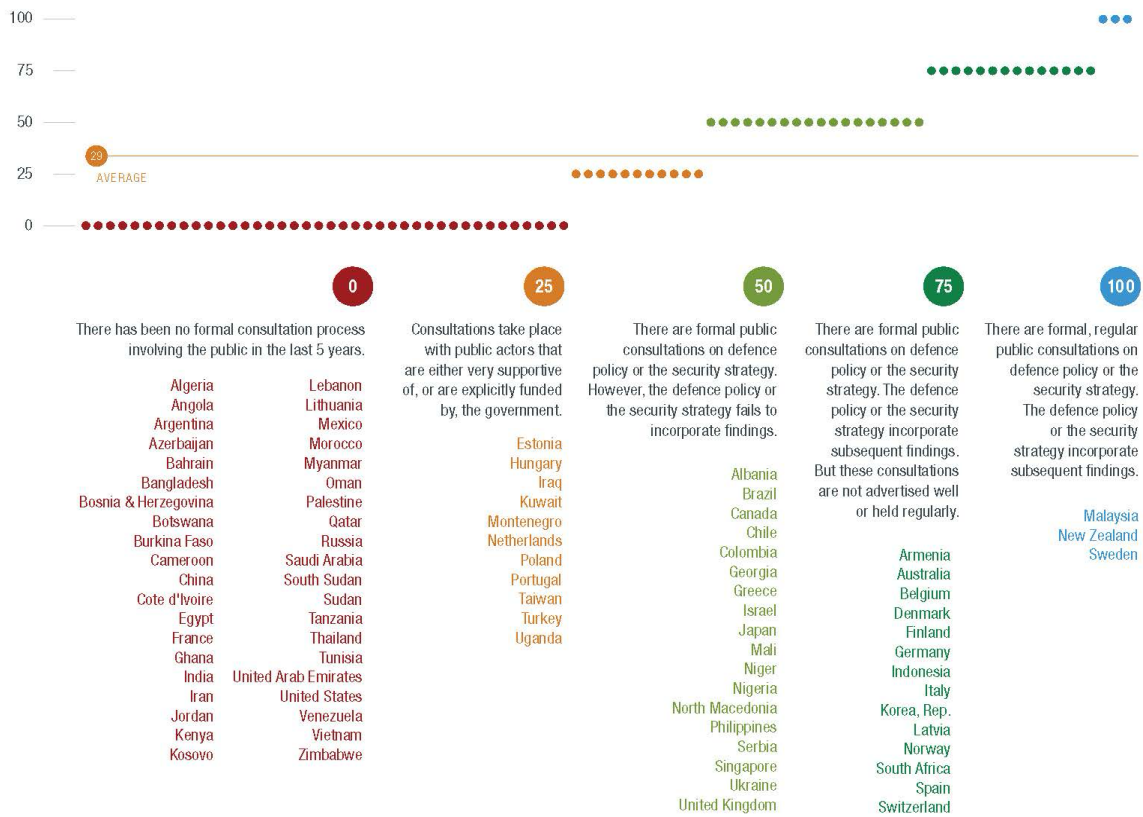 100
75
50
29
AVERAGE
25
0
0
There has been no formal consultation process
involving the public in the last 5 years.
Algeria
Angola
Argentina
Azerbaijan
Bahrain
Bangladesh
Bosnia & Herzegovina
Botswana
Burkina Faso
Cameroon
China
Cote d'Ivoire
Egypt
France
Ghana
India
Iran
Jordan
Kenya
Kosovo
Lebanon
Lithuania
Mexico
Morocco
Myanmar
Oman
Palestine
Qatar
Russia
Saudi Arabia
South Sudan
Sudan
Tanzania
Thailand
Tunisia
United Arab Emirates
United States
Venezuela
Vietnam
Zimbabwe
25
Consultations take place
with public actors that
are either very supportive
of, or are explicitly funded
by, the government.
Estonia
Hungary
Iraq
Kuwait
Montenegro
Netherlands
Poland
Portugal
Taiwan
Turkey
Uganda
50
There are formal public
consultations on defence
policy or the security strategy.
However, the defence policy or
the security strategy fails to
incorporate findings.
Albania
Brazil
Canada
Chile
Colombia
Georgia
Greece
Israel
Japan
Mali
Niger
Nigeria
North Macedonia
Philippines
Serbia
Singapore
Ukraine
United Kingdom
75
There are formal public
consultations on defence
policy or the security
strategy. The defence
policy or the security
strategy incorporate
subsequent findings.
But these consultations
are not advertised well
or held regularly.
Armenia
Australia
Belgium
Denmark
Finland
Germany
Indonesia
Italy
Korea, Rep.
Latvia
Norway
South Africa
Spain
Switzerland
100
There are formal, regular
public consultations on
defence policy or the
security strategy.
The defence policy
or the security
strategy incorporate
subsequent findings.
Malaysia
New Zealand
Sweden